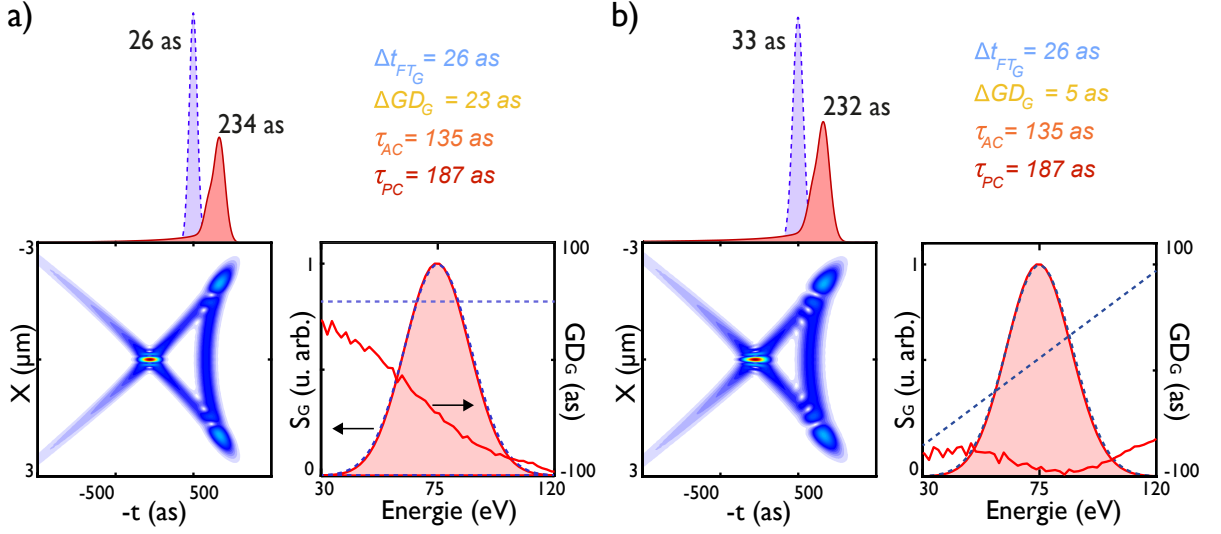 a)
26 as
234 as
Δt_FT_G = 26 as
ΔGD_G = 23 as
τ_AC = 135 as
τ_PC = 187 as
-3
X (µm)
3
-500 500
-t (as)
1
S_G (u. arb.)
0
100
GD_G (as)
-100
30 75 120
Energie (eV)
b)
33 as
232 as
Δt_FT_G = 26 as
ΔGD_G = 5 as
τ_AC = 135 as
τ_PC = 187 as
-3
X (µm)
3
-500 500
-t (as)
1
S_G (u. arb.)
0
100
GD_G (as)
-100
30 75 120
Energie (eV)